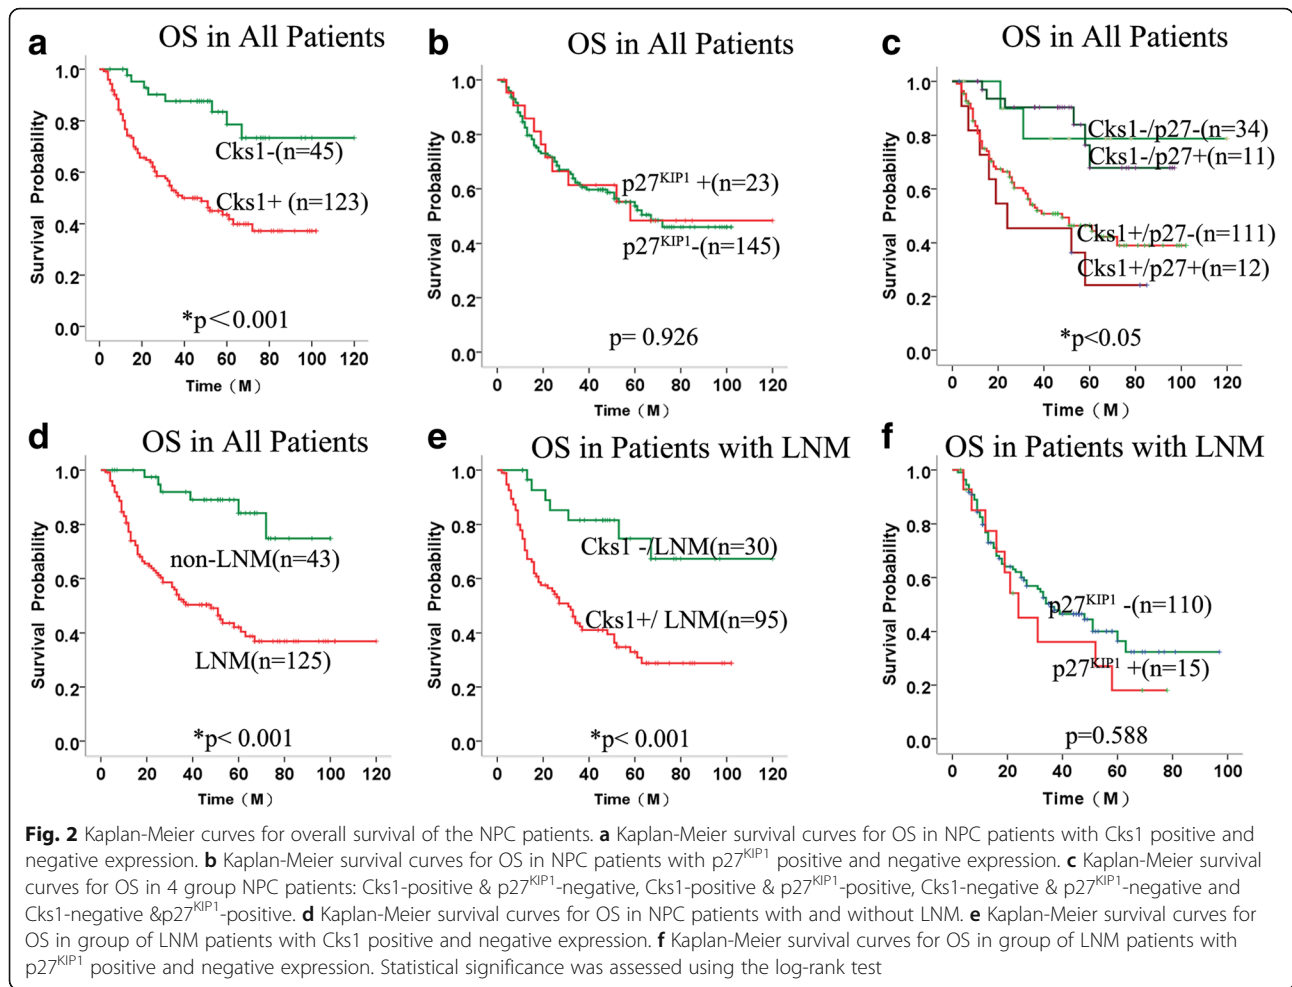 a OS in All Patients
1.0
0.8
0.6
0.4
0.2
0.0
Survival Probability
Cks1-(n=45)
Cks1+ (n=123)
*p<0.001
0 20 40 60 80 100 120
Time (M)
b OS in All Patients
1.0
0.8
0.6
0.4
0.2
0.0
Survival Probability
p27KIP1 +(n=23)
p27KIP1-(n=145)
p= 0.926
0 20 40 60 80 100 120
Time (M)
c OS in All Patients
1.0
0.8
0.6
0.4
0.2
0.0
Survival Probability
Cks1-/p27-(n=34)
Cks1-/p27+(n=11)
Cks1+/p27-(n=111)
Cks1+/p27+(n=12)
*p<0.05
0 20 40 60 80 100 120
Time (M)
d OS in All Patients
1.0
0.8
0.6
0.4
0.2
0.0
Survival Probability
non-LNM(n=43)
LNM(n=125)
*p< 0.001
0 20 40 60 80 100 120
Time (M)
e OS in Patients with LNM
1.0
0.8
0.6
0.4
0.2
0.0
Survival Probability
Cks1 -/LNM(n=30)
Cks1+/ LNM(n=95)
*p< 0.001
0 20 40 60 80 100 120
Time (M)
f OS in Patients with LNM
1.0
0.8
0.6
0.4
0.2
0.0
Survival Probability
p27KIP1 -(n=110)
p27KIP1 +(n=15)
p=0.588
0 20 40 60 80 100
Time (M)
Fig. 2 Kaplan-Meier curves for overall survival of the NPC patients. a Kaplan-Meier survival curves for OS in NPC patients with Cks1 positive and
negative expression. b Kaplan-Meier survival curves for OS in NPC patients with p27KIP1 positive and negative expression. c Kaplan-Meier survival
curves for OS in 4 group NPC patients: Cks1-positive & p27KIP1-negative, Cks1-positive & p27KIP1-positive, Cks1-negative & p27KIP1-negative and
Cks1-negative &p27KIP1-positive. d Kaplan-Meier survival curves for OS in NPC patients with and without LNM. e Kaplan-Meier survival curves for
OS in group of LNM patients with Cks1 positive and negative expression. f Kaplan-Meier survival curves for OS in group of LNM patients with
p27KIP1 positive and negative expression. Statistical significance was assessed using the log-rank test